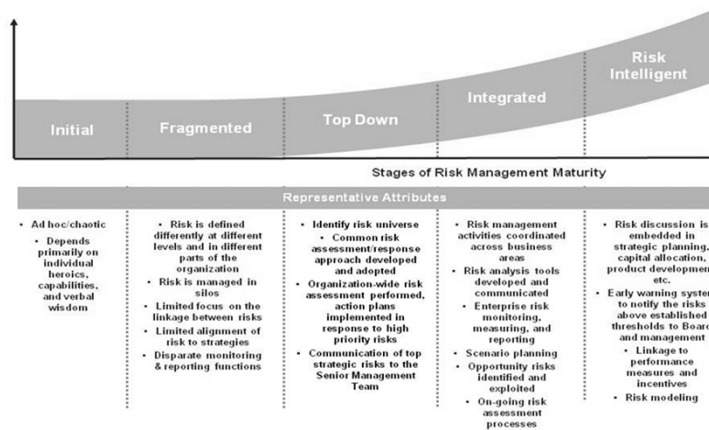 Initial
Fragmented
Top Down
Integrated
Risk
Intelligent
Stages of Risk Management Maturity
Representative Attributes
• Ad hoc/chaotic
• Depends
primarily on
individual
heroics,
capabilities,
and verbal
wisdom
• Risk is defined
differently at different
levels and in different
parts of the
organization
• Risk is managed in
silos
• Limited focus on the
linkage between risks
• Limited alignment of
risk to strategies
• Disparate monitoring
& reporting functions
• Identify risk universe
• Common risk
assessment/response
approach developed
and adopted
• Organization-wide risk
assessment performed,
action plans
implemented in
response to high
priority risks
• Communication of top
strategic risks to the
Senior Management
Team
• Risk management
activities coordinated
across business
areas
• Risk analysis tools
developed and
communicated
• Enterprise risk
monitoring,
measuring, and
reporting
• Scenario planning
• Opportunity risks
identified and
exploited
• On-going risk
assessment
processes
• Risk discussion is
embedded in
strategic planning,
capital allocation,
product development
etc.
• Early warning system
to notify the risks
above established
thresholds to Board
and management
• Linkage to
performance
measures and
incentives
• Risk modeling